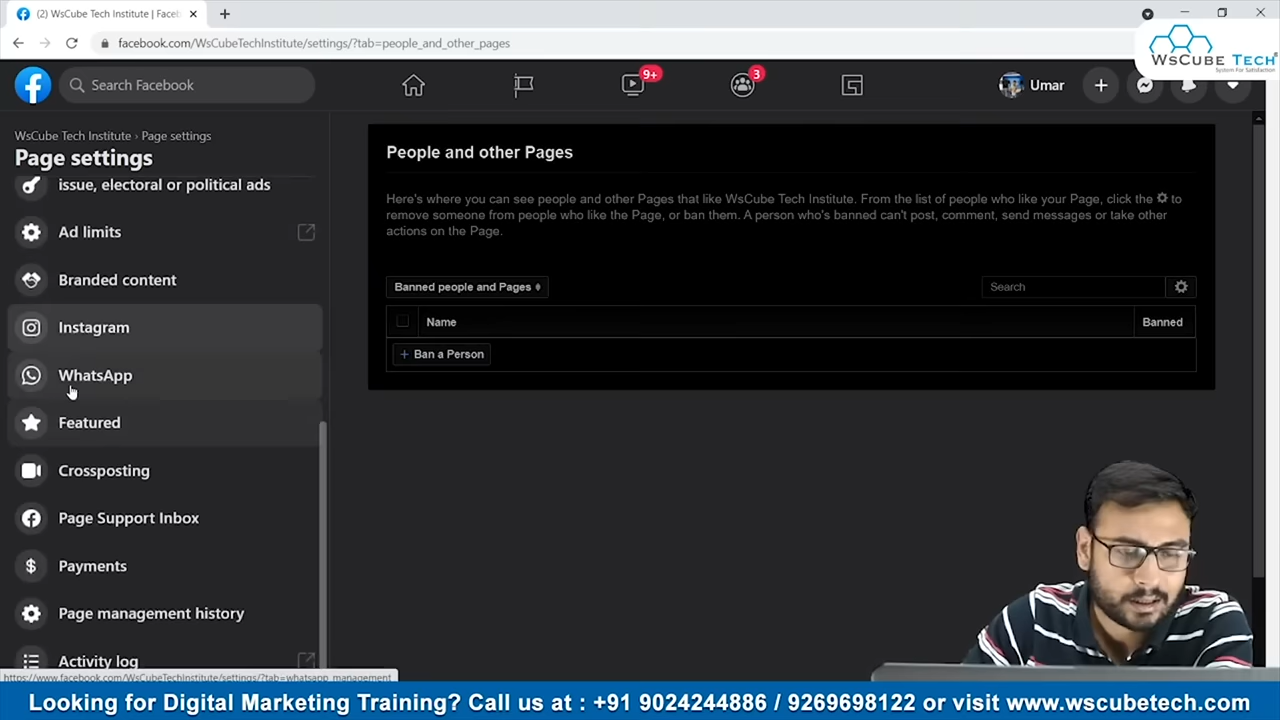 (2) WsCube Tech Institute | Faceb
facebook.com/WsCubeTechInstitute/settings/?tab=people_and_other_pages
WsCube Tech
System For Satisfaction
Search Facebook
9+
3
Umar
WsCube Tech Institute › Page settings
Page settings
issue, electoral or political ads
Ad limits
Branded content
Instagram
WhatsApp
Featured
Crossposting
Page Support Inbox
Payments
Page management history
Activity log
https://www.facebook.com/WsCubeTechInstitute/settings/?tab=whatsapp_management
People and other Pages
Here's where you can see people and other Pages that like WsCube Tech Institute. From the list of people who like your Page, click the to
remove someone from people who like the Page, or ban them. A person who's banned can't post, comment, send messages or take other
actions on the Page.
Banned people and Pages
Search
Name
Banned
+ Ban a Person
Looking for Digital Marketing Training? Call us at : +91 9024244886 / 9269698122 or visit www.wscubetech.com